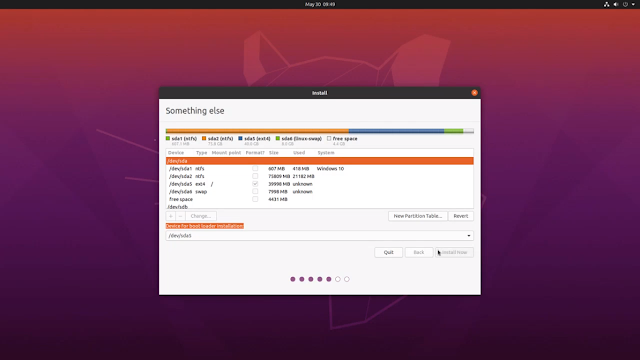 May 30 09:49
Install
Something else
sda1 (ntfs) sda2 (ntfs) sda5 (ext4) sda6 (linux-swap) free space
607.1 MB 75.8 GB 40.0 GB 8.0 GB 4.4 GB
Device Type Mount point Format? Size Used System
/dev/sda
/dev/sda1 ntfs 607 MB 418 MB Windows 10
/dev/sda2 ntfs 75809 MB 21182 MB
/dev/sda5 ext4 / 39998 MB unknown
/dev/sda6 swap 7998 MB unknown
free space 4431 MB
/dev/sdb
+ - Change... New Partition Table... Revert
Device for boot loader installation:
/dev/sda5
Quit Back Install Now